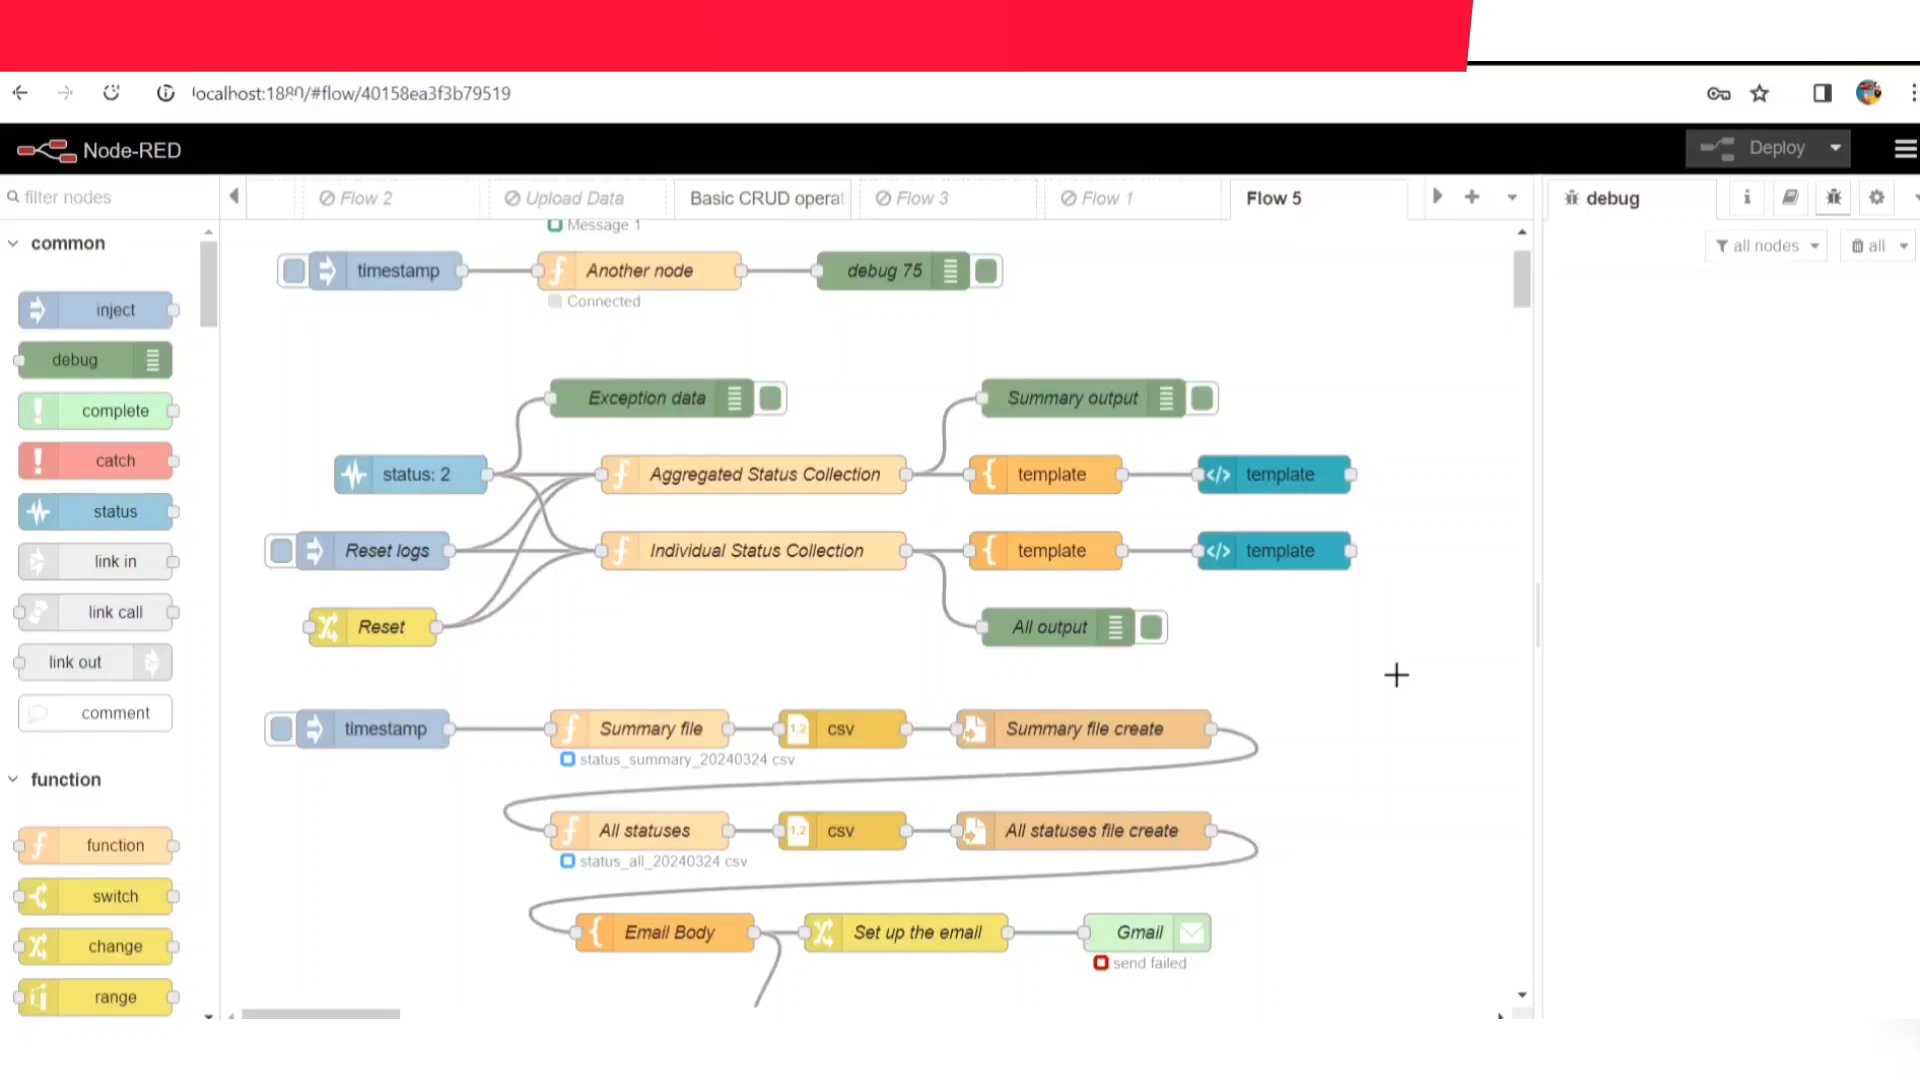 localhost:1880/#flow/40158ea3f3b79519
Node-RED
Deploy
filter nodes
Flow 2
Upload Data
Basic CRUD operat
Flow 3
Flow 1
Flow 5
debug
i
all nodes
all
common
inject
debug
complete
catch
status
link in
link call
link out
comment
function
function
switch
change
range
Message 1
timestamp
Another node
debug 75
Connected
Exception data
Summary output
status: 2
Aggregated Status Collection
template
template
Reset logs
Individual Status Collection
template
template
Reset
All output
timestamp
Summary file
csv
Summary file create
status_summary_20240324 csv
All statuses
csv
All statuses file create
status_all_20240324 csv
Email Body
Set up the email
Gmail
send failed